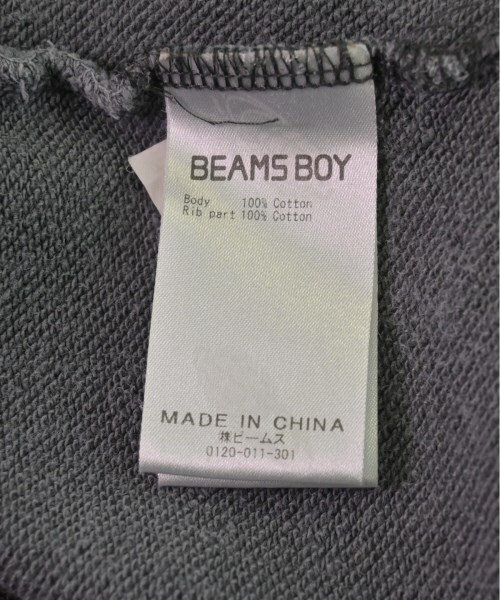 BEAMS BOY
Body 100% Cotton
Rib part 100% Cotton
MADE IN CHINA
㈱ビームス
0120-011-301